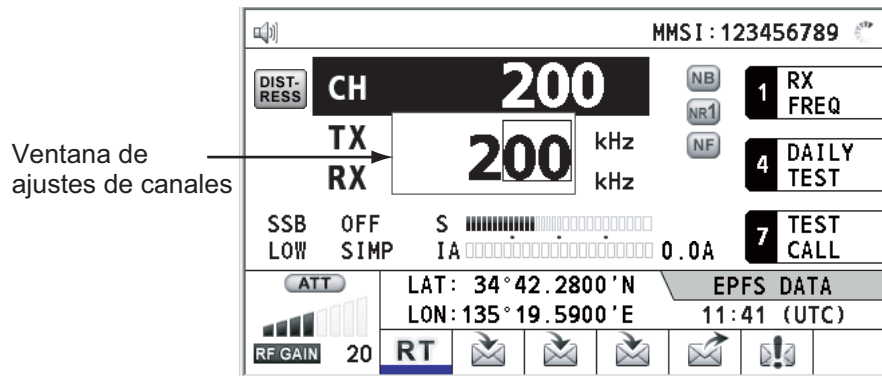 MMSI:123456789
DIST-
RESS
CH 200
NB
NR1
NF
1 RX
FREQ
Ventana de
ajustes de canales
TX
RX
200
kHz
kHz
4 DAILY
TEST
SSB OFF S
LOW SIMP IA 0.0A
7 TEST
CALL
ATT
LAT: 34°42.2800'N
LON:135°19.5900'E
EPFS DATA
11:41 (UTC)
RF GAIN 20
RT